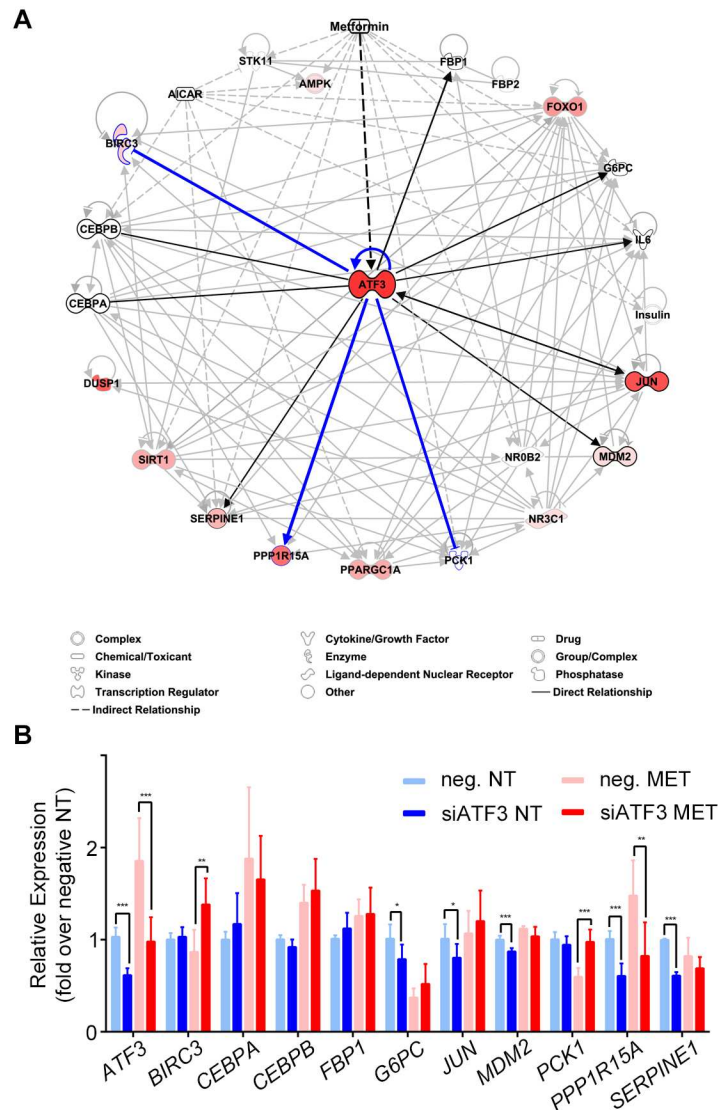 A
Metformin
STK11
FBP1
AMPK
FBP2
AICAR
FOXO1
BIRC3
G6PC
CEBPB
IL6
ATF3
CEBPA
Insulin
DUSP1
JUN
SIRT1
NR0B2
MDM2
SERPINE1
NR3C1
PPP1R15A
PPARGC1A
PCK1
Complex
Cytokine/Growth Factor
Drug
Chemical/Toxicant
Enzyme
Group/Complex
Kinase
Ligand-dependent Nuclear Receptor
Phosphatase
Transcription Regulator
Other
Direct Relationship
Indirect Relationship
B
neg. NT
neg. MET
siATF3 NT
siATF3 MET
Relative Expression
(fold over negative NT)
2
1
0
***
***
**
*
*
***
***
***
**
***
ATF3
BIRC3
CEBPA
CEBPB
FBP1
G6PC
JUN
MDM2
PCK1
PPP1R15A
SERPINE1